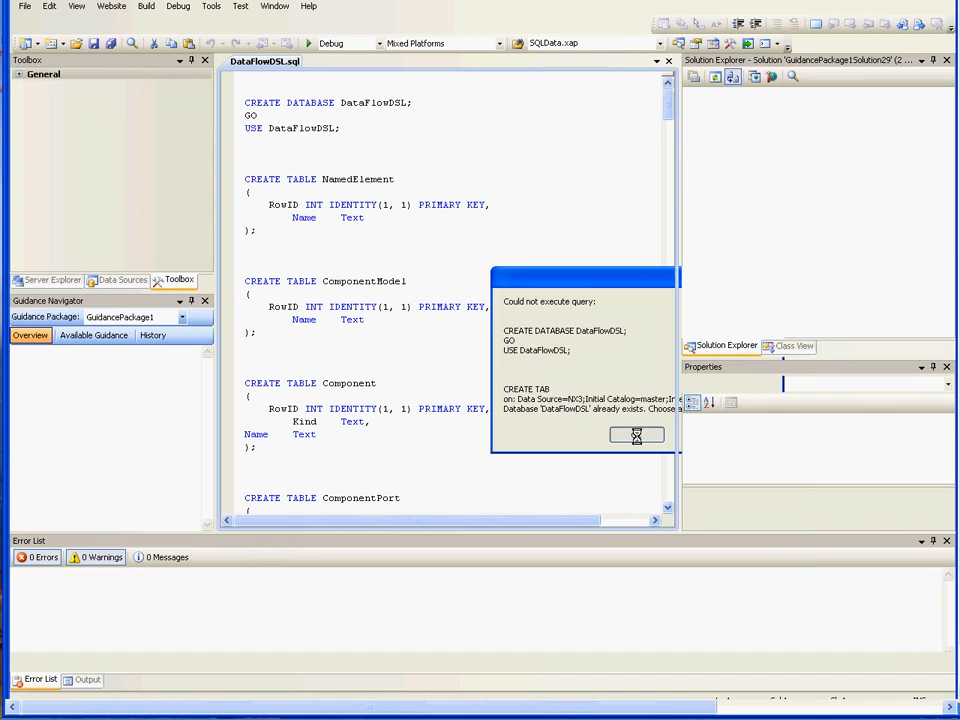 File Edit View Website Build Debug Tools Test Window Help
Debug Mixed Platforms SQLData.xap
Toolbox
General
Server Explorer Data Sources Toolbox
Guidance Navigator
Guidance Package: GuidancePackage1
Overview Available Guidance History
DataFlowDSL.sql
CREATE DATABASE DataFlowDSL;
GO
USE DataFlowDSL;
CREATE TABLE NamedElement
(
RowID INT IDENTITY(1, 1) PRIMARY KEY,
Name Text
);
CREATE TABLE ComponentModel
(
RowID INT IDENTITY(1, 1) PRIMARY KEY,
Name Text
);
CREATE TABLE Component
(
RowID INT IDENTITY(1, 1) PRIMARY KEY,
Kind Text,
Name Text
);
CREATE TABLE ComponentPort
(
Could not execute query:
CREATE DATABASE DataFlowDSL;
GO
USE DataFlowDSL;
CREATE TAB
on: Data Source=NX3;Initial Catalog=master;Inte
Database 'DataFlowDSL' already exists. Choose a
Solution Explorer - Solution 'GuidancePackage1Solution29' (2 ...
Solution Explorer Class View
Properties
Error List
0 Errors 0 Warnings 0 Messages
Error List Output